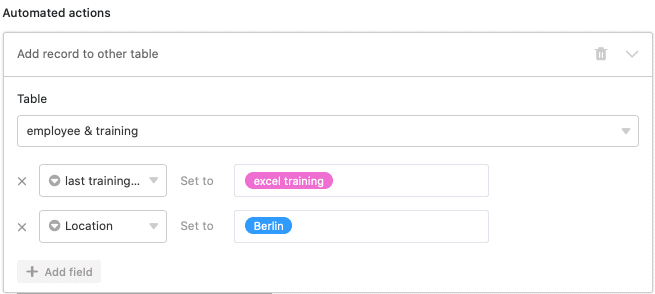 Automated actions
Add record to other table
Table
employee & training
last training... Set to excel training
Location Set to Berlin
Add field